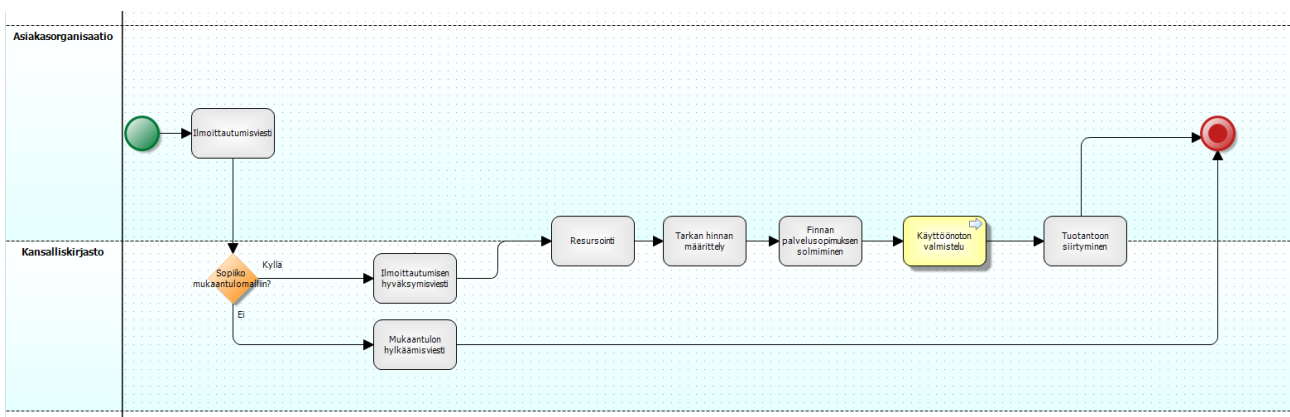 Asiakasorganisaatio
Ilmoittautumisviesti
Resursointi
Tarkan hinnan
määrittely
Finnan
palvelusopimuksen
solmiminen
Käyttöönoton
valmistelu
Tuotantoon
siirtyminen
Kansalliskirjasto
Sopiiko
mukaantulomalliin?
Kyllä
Ei
Ilmoittautumisen
hyväksymisviesti
Mukaantulon
hylkäämisviesti